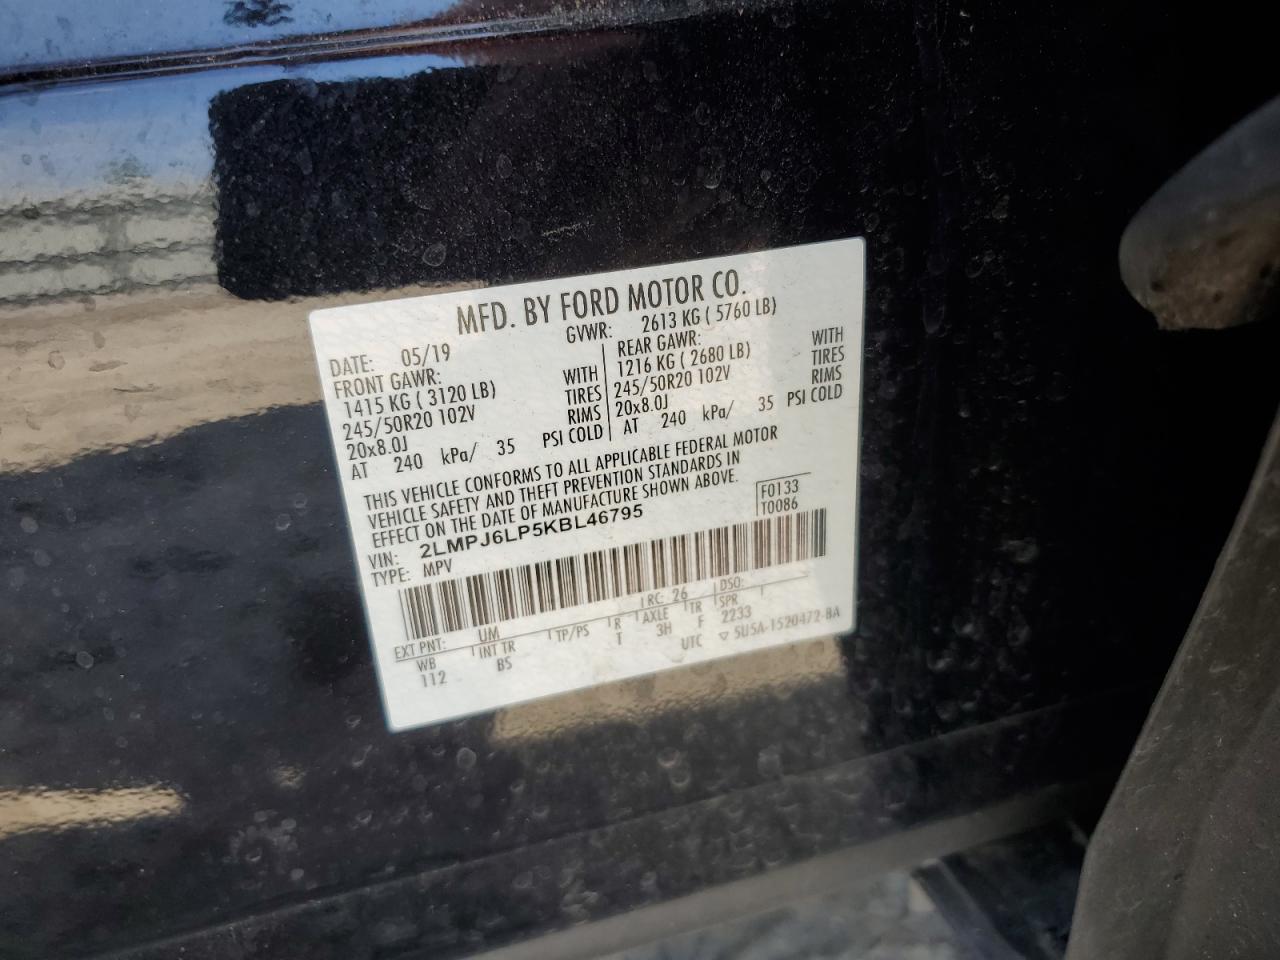 MFD. BY FORD MOTOR CO.
DATE: 05/19 GVWR: 2613 KG ( 5760 LB)
FRONT GAWR: REAR GAWR:
1415 KG ( 3120 LB) WITH 1216 KG ( 2680 LB) WITH
245/50R20 102V TIRES 245/50R20 102V TIRES
20x8.0J RIMS 20x8.0J RIMS
AT 240 kPa/ 35 PSI COLD AT 240 kPa/ 35 PSI COLD
THIS VEHICLE CONFORMS TO ALL APPLICABLE FEDERAL MOTOR
VEHICLE SAFETY AND THEFT PREVENTION STANDARDS IN
EFFECT ON THE DATE OF MANUFACTURE SHOWN ABOVE.
F0133
VIN: 2LMPJ6LP5KBL46795 T0086
TYPE: MPV
EXT PNT: UM RC: 26 DSO:
WB INT TR TP/PS R AXLE TR SPR
112 BS T 3H F 2233
UTC ▽ 5U5A-1520472-BA